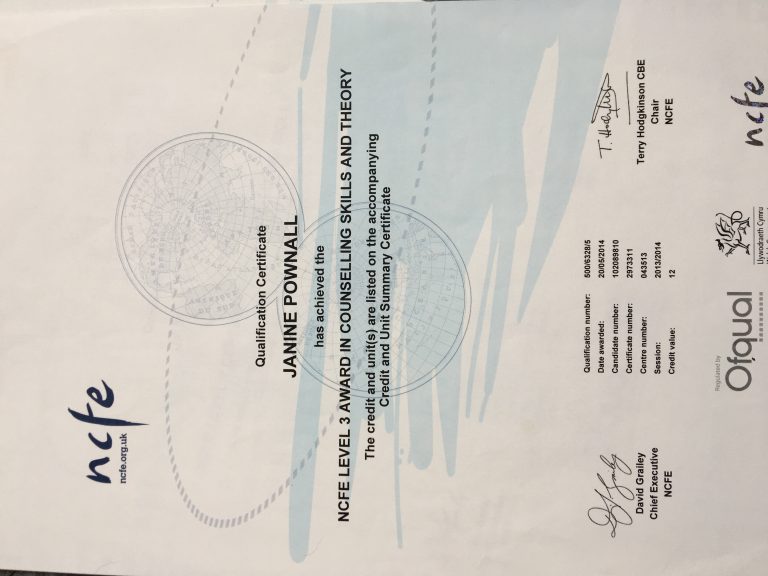 ncfe
ncfe.org.uk
Qualification Certificate
JANINE POWNALL
has achieved the
NCFE LEVEL 3 AWARD IN COUNSELLING SKILLS AND THEORY
The credit and unit(s) are listed on the accompanying
Credit and Unit Summary Certificate
Qualification number: 500/6328/5
Date awarded: 20/05/2014
Candidate number: 102089810
Certificate number: 2973311
Centre number: 043513
Session: 2013/2014
Credit value: 12
David Grailey
Chief Executive
NCFE
T. Hodgkinson
Terry Hodgkinson CBE
Chair
NCFE
Regulated by
Ofqual
Llywodraeth Cymru
ncfe